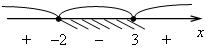 + −2 − 3 + x